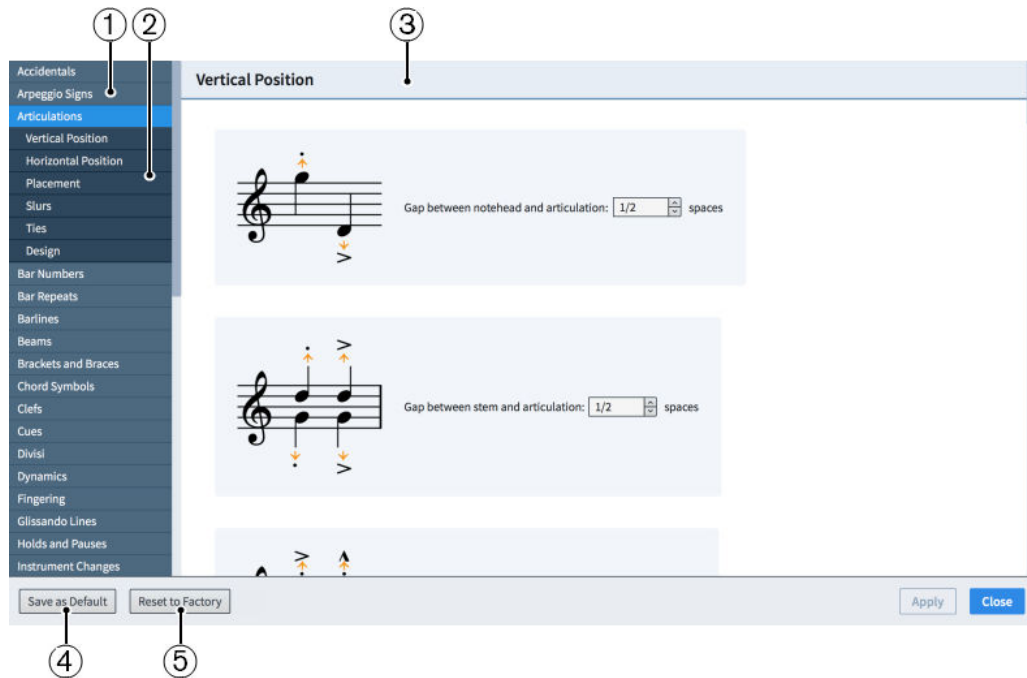 ① ② ③
Accidentals
Arpeggio Signs
Articulations
Vertical Position
Horizontal Position
Placement
Slurs
Ties
Design
Bar Numbers
Bar Repeats
Barlines
Beams
Brackets and Braces
Chord Symbols
Clefs
Cues
Divisi
Dynamics
Fingering
Glissando Lines
Holds and Pauses
Instrument Changes
Vertical Position
Gap between notehead and articulation: 1/2 spaces
Gap between stem and articulation: 1/2 spaces
Save as Default Reset to Factory Apply Close
④ ⑤